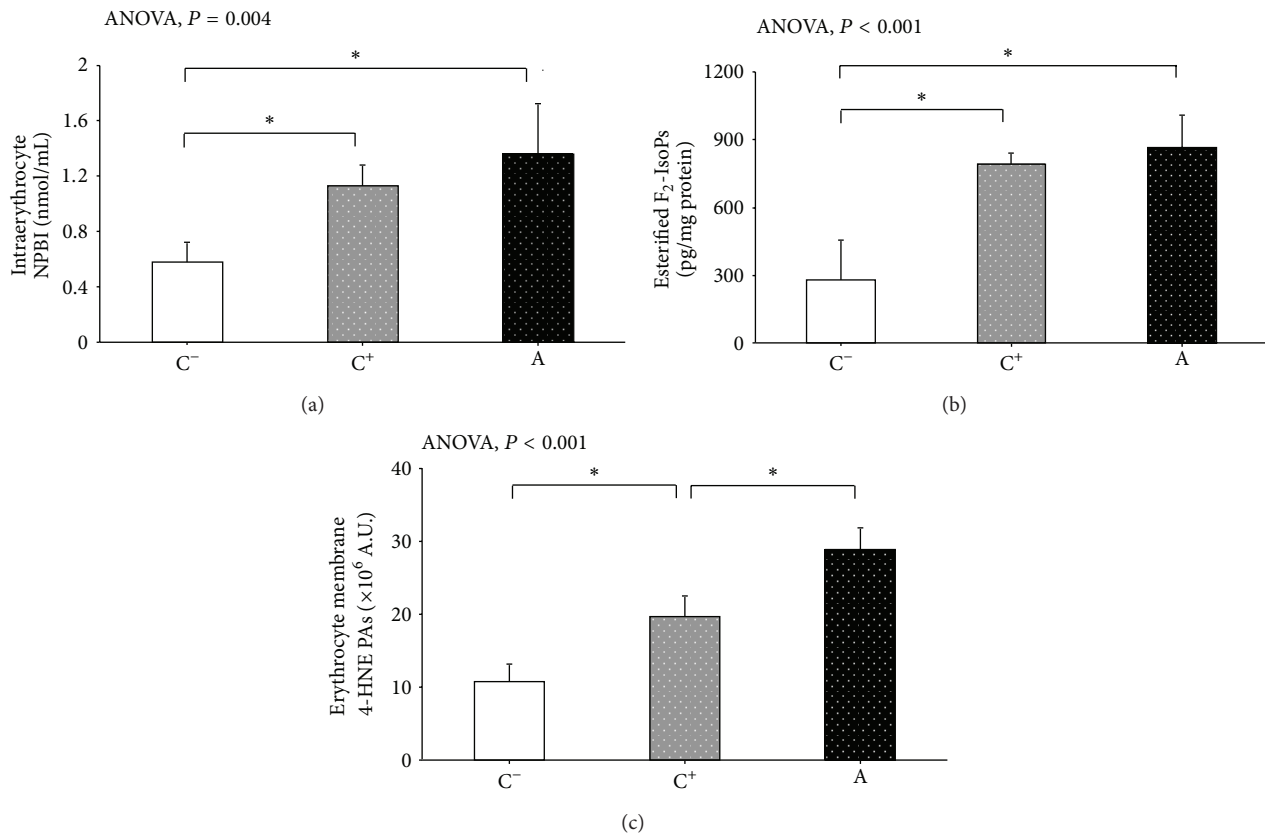 ANOVA, P = 0.004
Intraerythrocyte
NPBI (nmol/mL)
2
1.6
1.2
0.8
0.4
0
*
*
C⁻
C⁺
A
(a)
ANOVA, P < 0.001
Esterified F₂-IsoPs
(pg/mg protein)
1200
900
600
300
0
*
*
C⁻
C⁺
A
(b)
ANOVA, P < 0.001
Erythrocyte membrane
4-HNE PAs (×10⁶ A.U.)
40
30
20
10
0
*
*
C⁻
C⁺
A
(c)